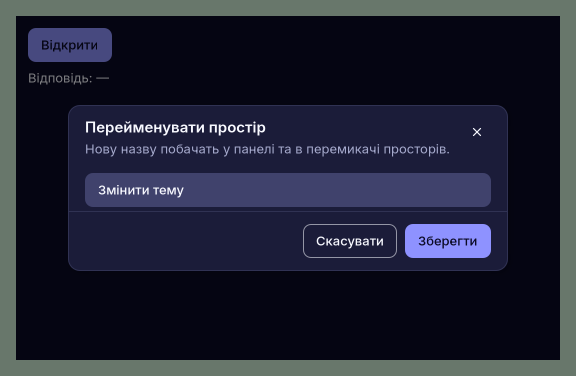 Відкрити
Відповідь: —
Перейменувати простір
Нову назву побачать у панелі та в перемикачі просторів.
Змінити тему
Скасувати
Зберегти